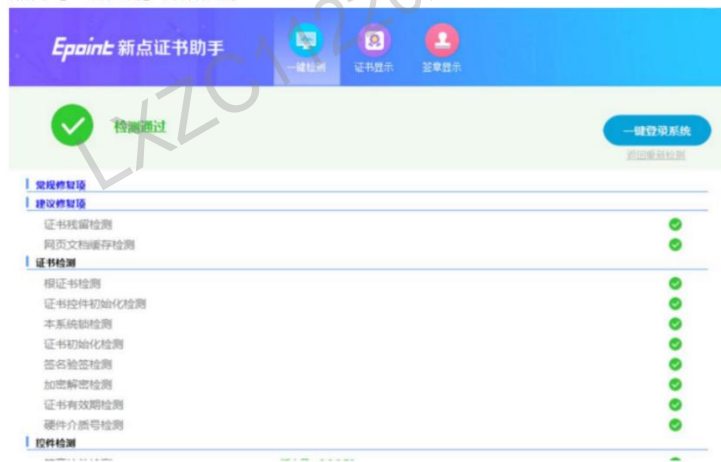 Epoint 新点证书助手
一键检测
证书显示
签章显示
检测通过
一键登录系统
返回重新检测
常规修复项
建议修复项
证书残留检测
网页文档缓存检测
证书检测
根证书检测
证书控件初始化检测
本系统锁检测
证书初始化检测
签名验签检测
加密解密检测
证书有效期检测
硬件介质号检测
控件检测